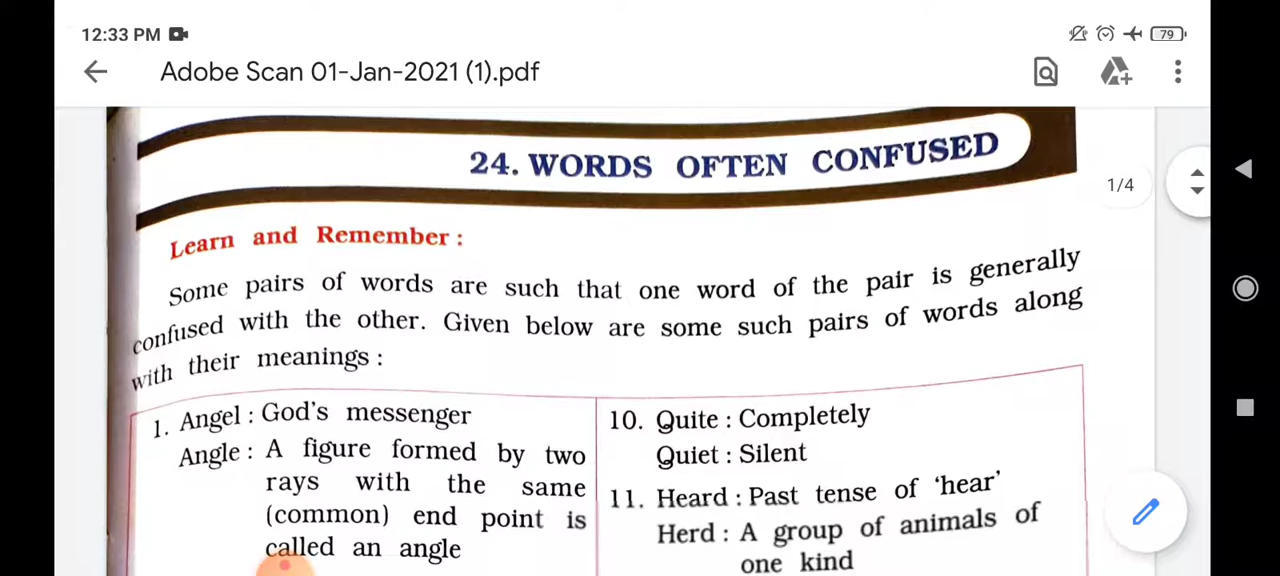 12:33 PM
79
Adobe Scan 01-Jan-2021 (1).pdf
24. WORDS OFTEN CONFUSED
1/4
Learn and Remember :
Some pairs of words are such that one word of the pair is generally
confused with the other. Given below are some such pairs of words along
with their meanings :
1. Angel : God's messenger
Angle : A figure formed by two
rays with the same
(common) end point is
called an angle
10. Quite : Completely
Quiet : Silent
11. Heard : Past tense of 'hear'
Herd : A group of animals of
one kind